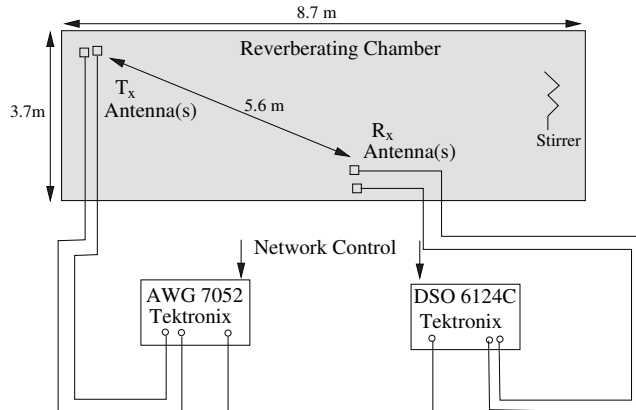 8.7 m
Reverberating Chamber
3.7m
Tx
Antenna(s)
5.6 m
Rx
Antenna(s)
Stirrer
Network Control
AWG 7052
Tektronix
DSO 6124C
Tektronix